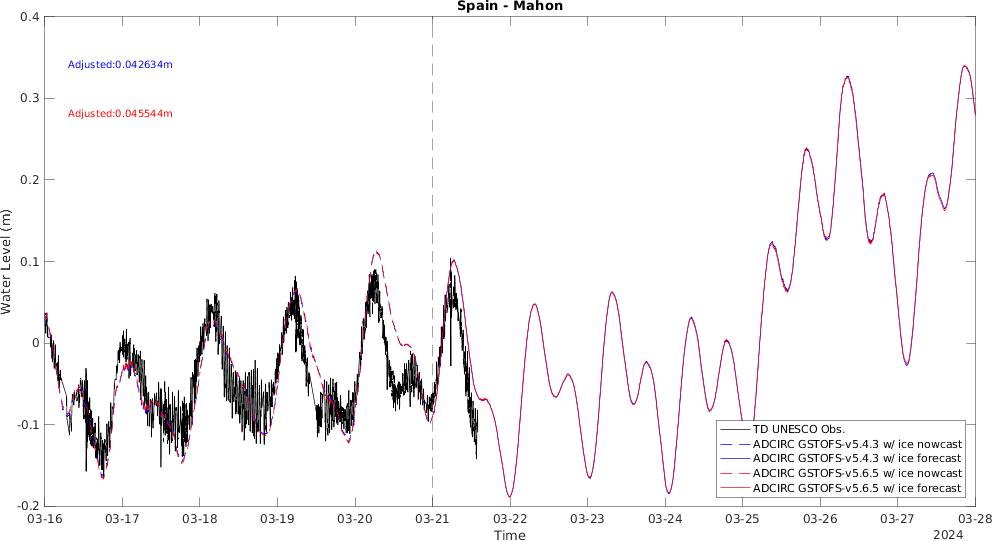 Spain - Mahon
0.4
0.3
0.2
0.1
0
-0.1
-0.2
Water Level (m)
Adjusted:0.042634m
Adjusted:0.045544m
TD UNESCO Obs.
ADCIRC GSTOFS-v5.4.3 w/ ice nowcast
ADCIRC GSTOFS-v5.4.3 w/ ice forecast
ADCIRC GSTOFS-v5.6.5 w/ ice nowcast
ADCIRC GSTOFS-v5.6.5 w/ ice forecast
03-16 03-17 03-18 03-19 03-20 03-21 03-22 03-23 03-24 03-25 03-26 03-27 03-28
Time
2024